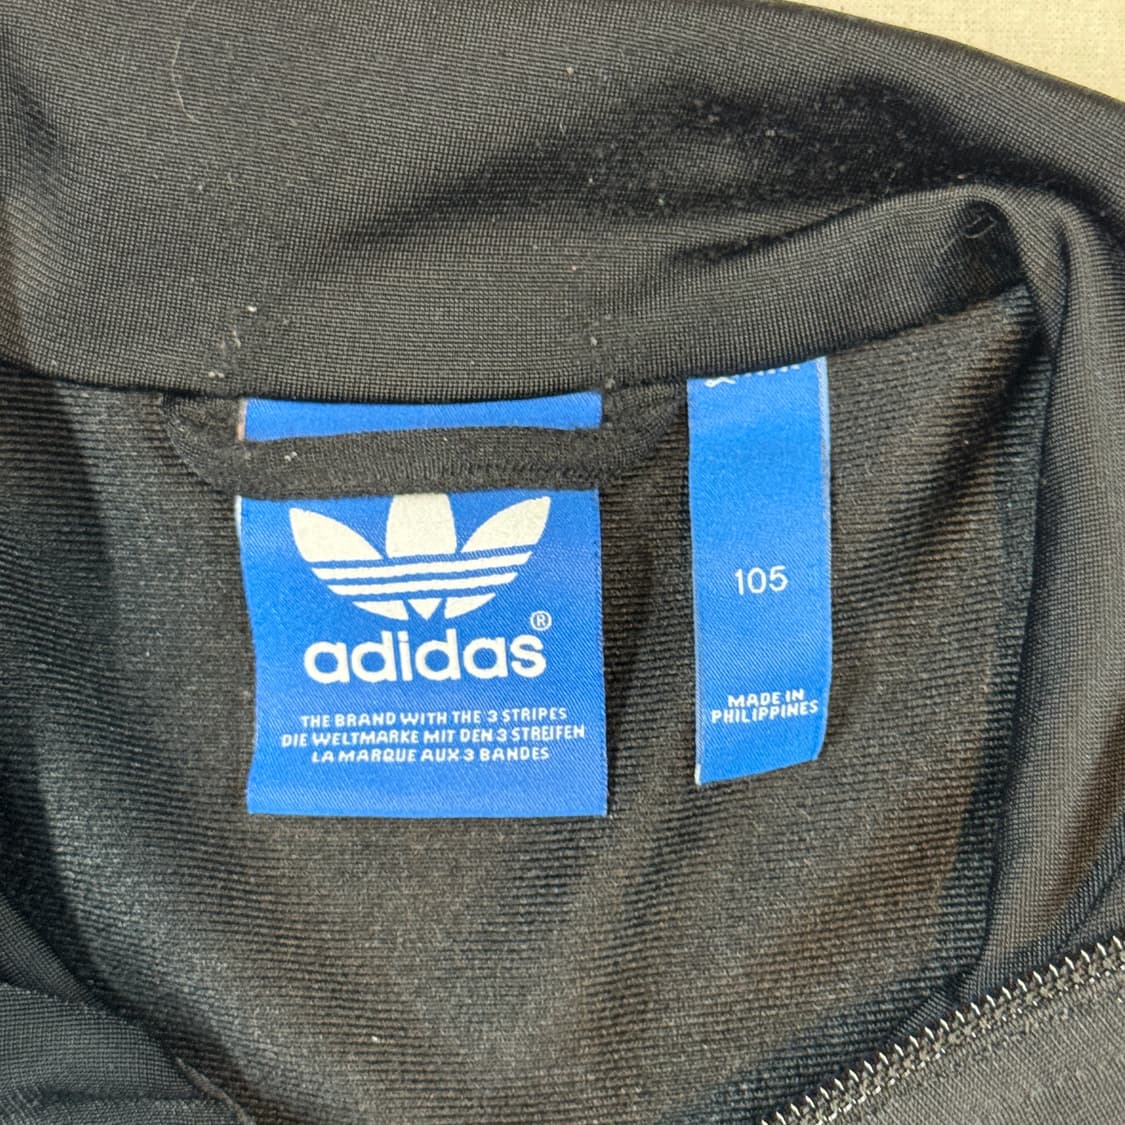 adidas®
THE BRAND WITH THE 3 STRIPES
DIE WELTMARKE MIT DEN 3 STREIFEN
LA MARQUE AUX 3 BANDES
105
MADE IN
PHILIPPINES